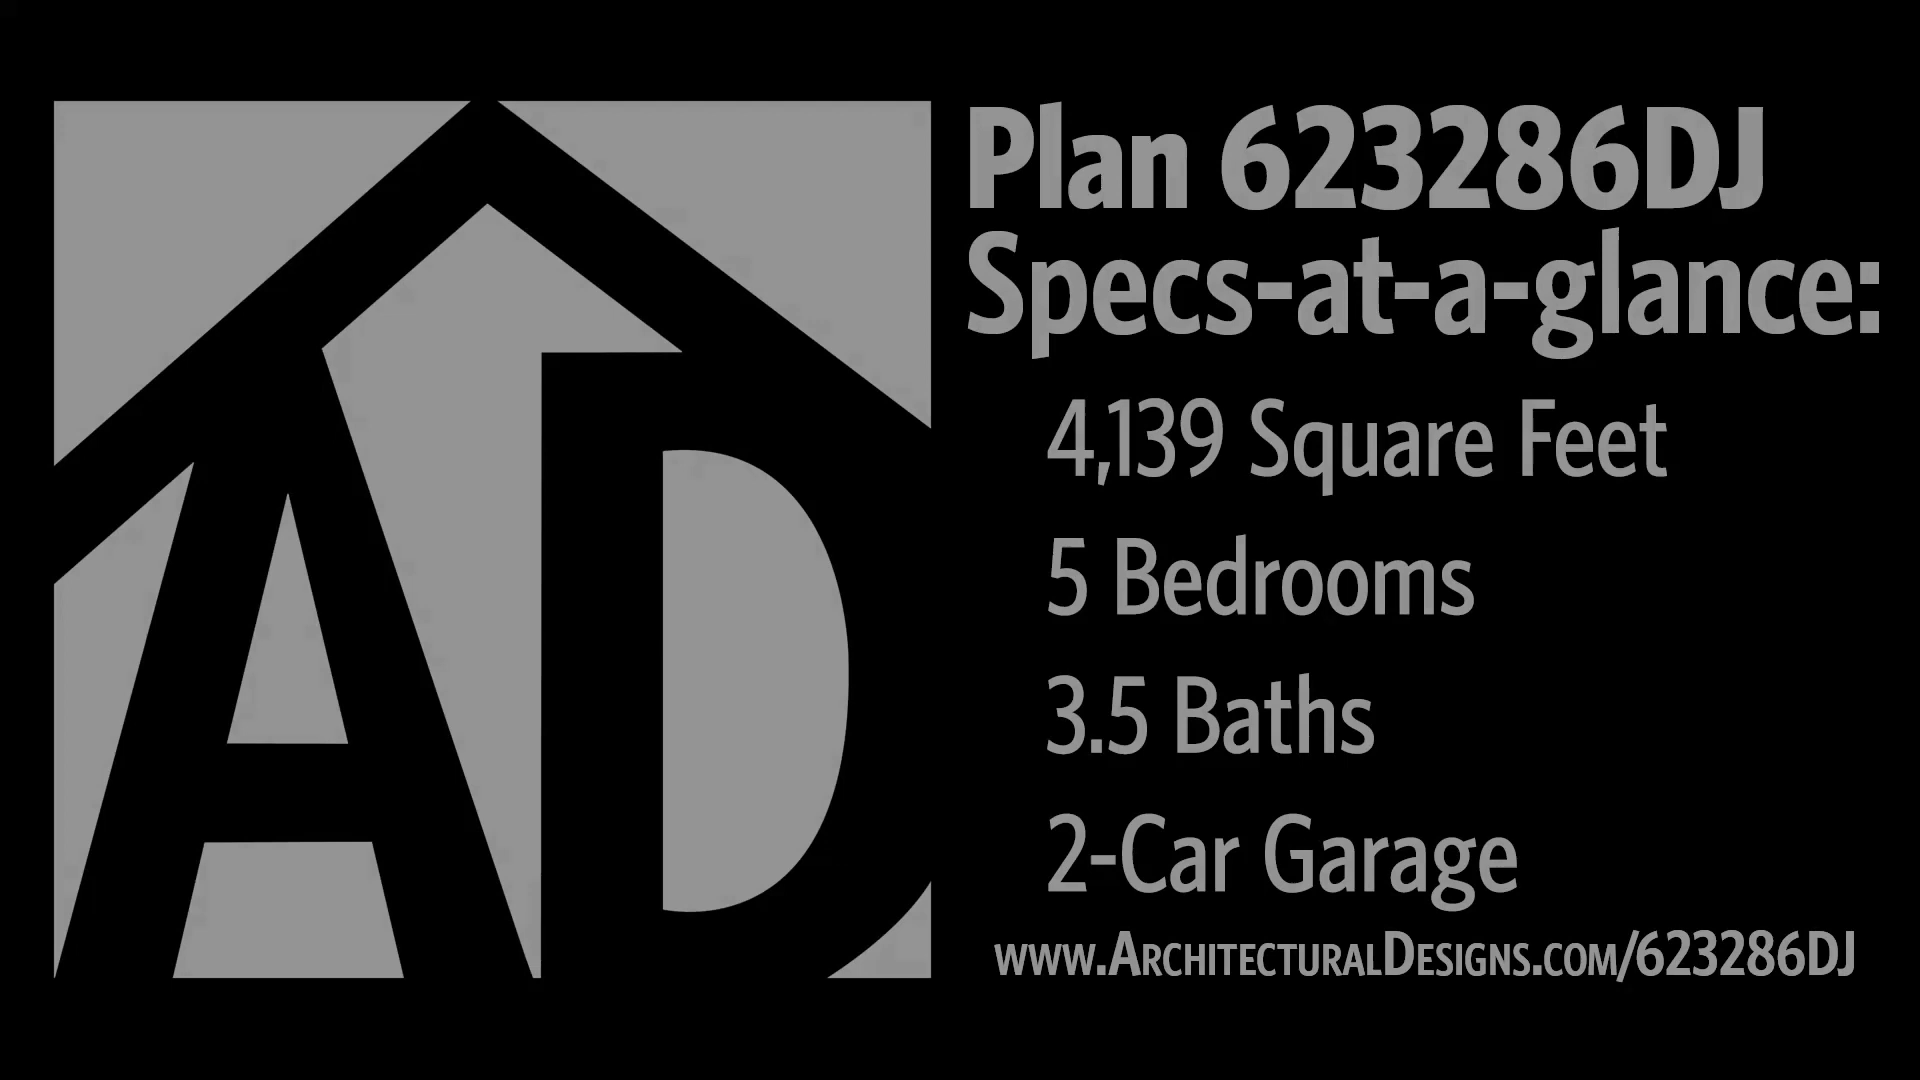 AD
Plan 623286DJ
Specs-at-a-glance:
4,139 Square Feet
5 Bedrooms
3.5 Baths
2-Car Garage
www.ArchitecturalDesigns.com/623286DJ